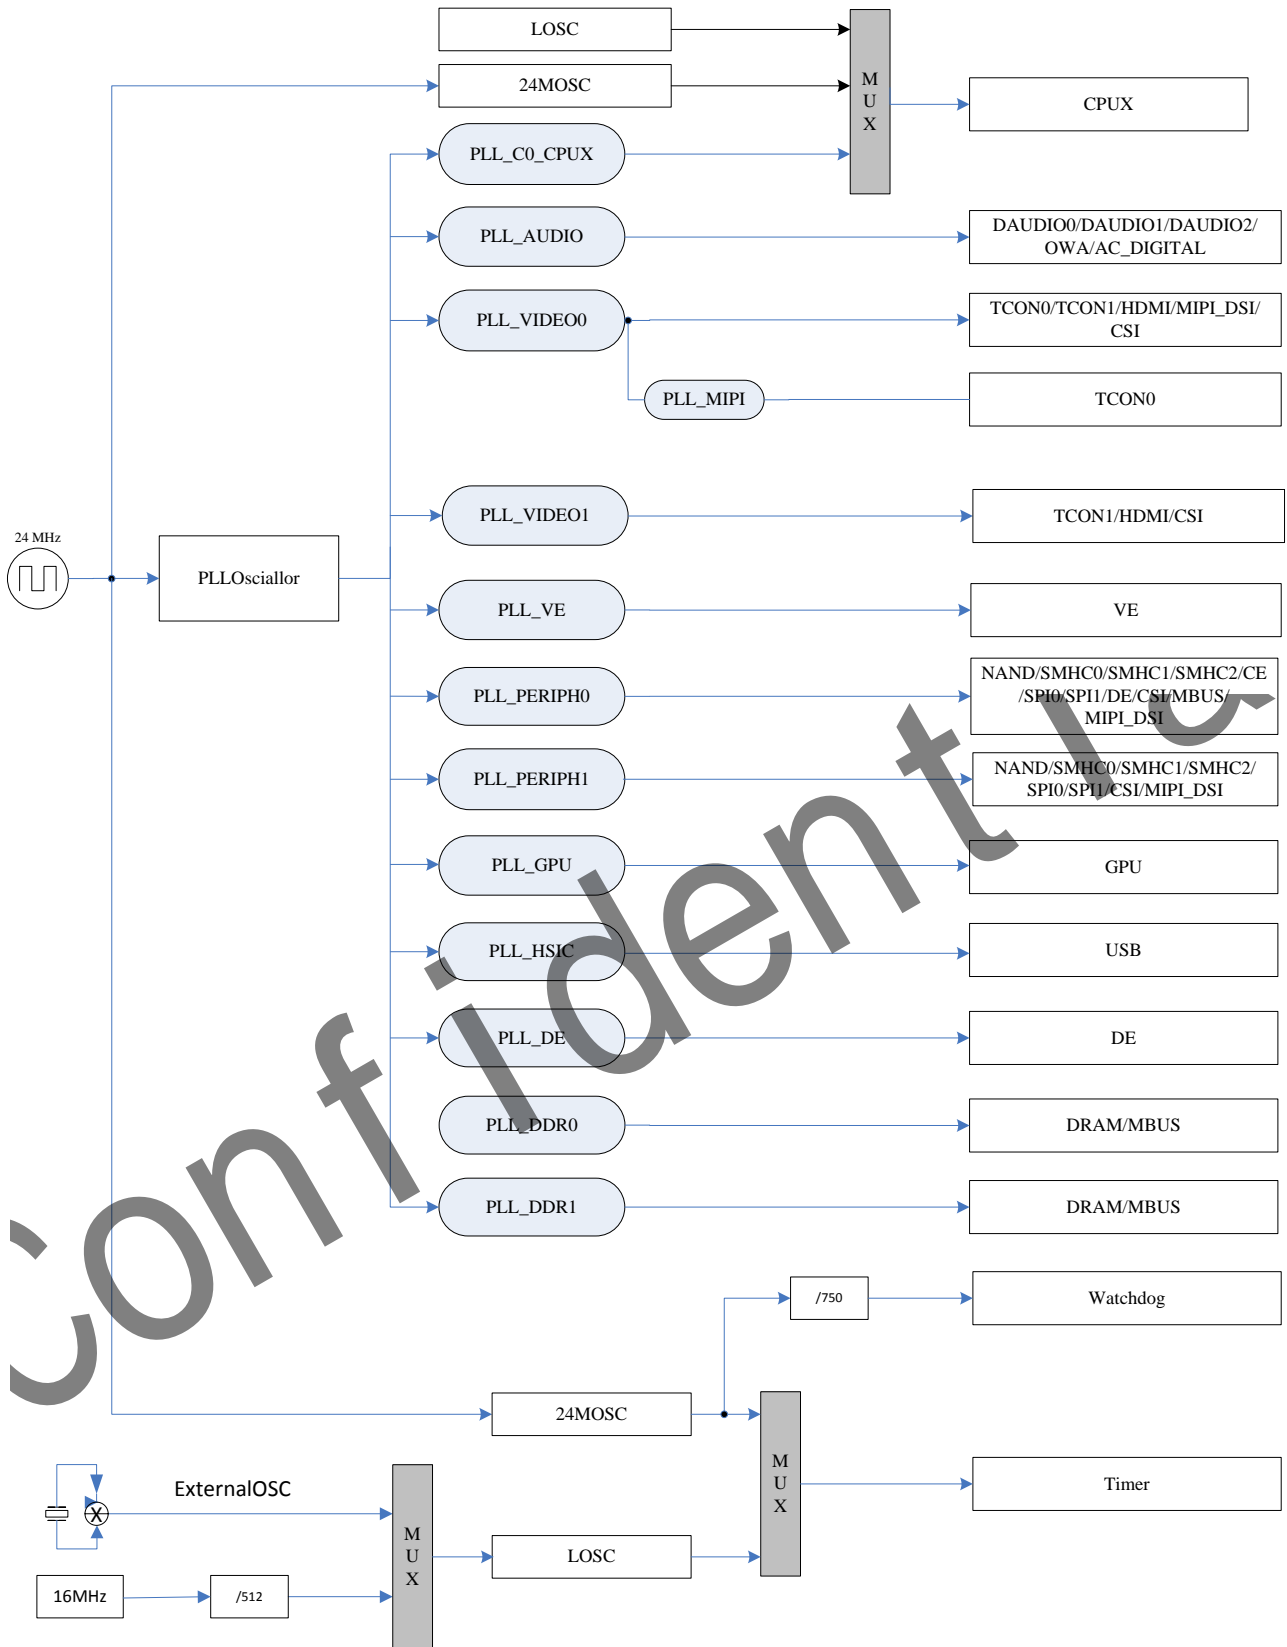 LOSC
24MOSC
M
U
X
CPUX
PLL_C0_CPUX
PLL_AUDIO
DAUDIO0/DAUDIO1/DAUDIO2/
OWA/AC_DIGITAL
PLL_VIDEO0
TCON0/TCON1/HDMI/MIPI_DSI/
CSI
PLL_MIPI
TCON0
PLL_VIDEO1
TCON1/HDMI/CSI
24 MHz
PLLOsciallor
PLL_VE
VE
PLL_PERIPH0
NAND/SMHC0/SMHC1/SMHC2/CE
/SPI0/SPI1/DE/CSI/MBUS/
MIPI_DSI
PLL_PERIPH1
NAND/SMHC0/SMHC1/SMHC2/
SPI0/SPI1/CSI/MIPI_DSI
PLL_GPU
GPU
PLL_HSIC
USB
PLL_DE
DE
PLL_DDR0
DRAM/MBUS
PLL_DDR1
DRAM/MBUS
/750
Watchdog
24MOSC
M
U
X
Timer
ExternalOSC
X
M
U
X
LOSC
16MHz
/512
Confidential